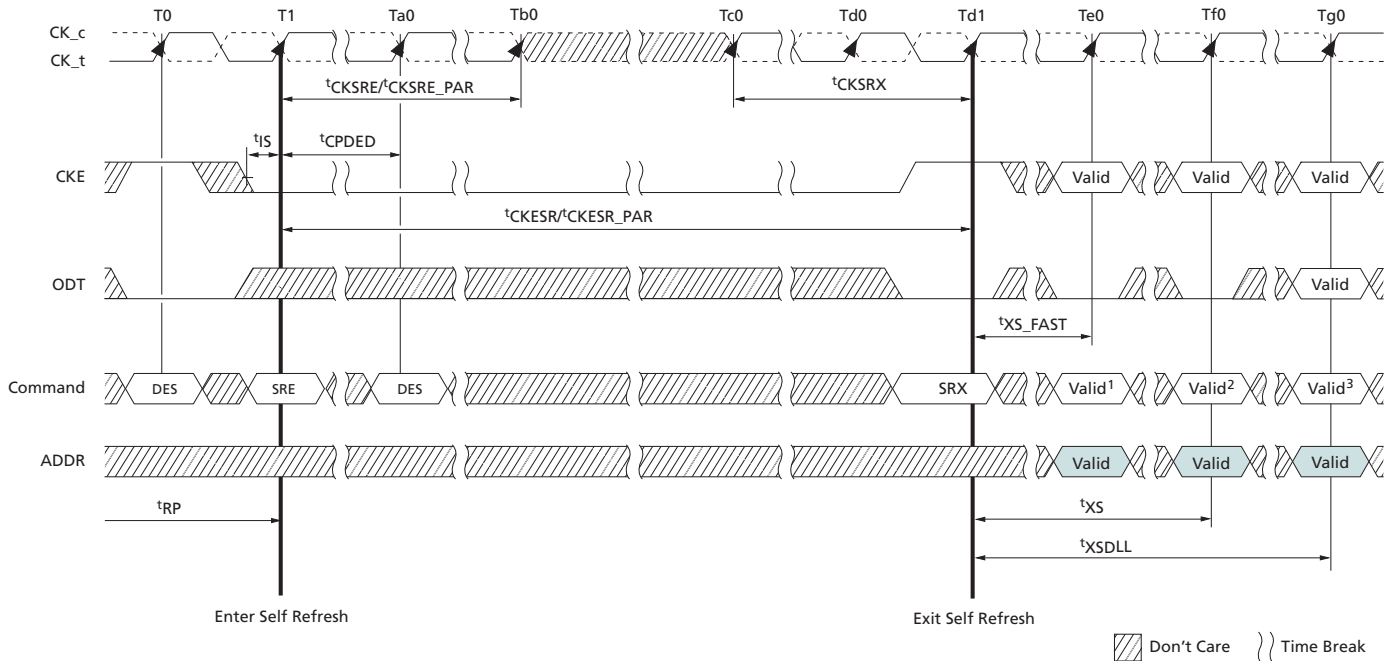 T0 T1 Ta0 Tb0 Tc0 Td0 Td1 Te0 Tf0 Tg0
CK_c
CK_t
tCKSRE/tCKSRE_PAR tCKSRX
tIS tCPDED
CKE Valid Valid Valid
tCKESR/tCKESR_PAR
ODT Valid
tXS_FAST
Command DES SRE DES SRX Valid1 Valid2 Valid3
ADDR Valid Valid Valid
tRP tXS
tXSDLL
Enter Self Refresh Exit Self Refresh
Don't Care Time Break